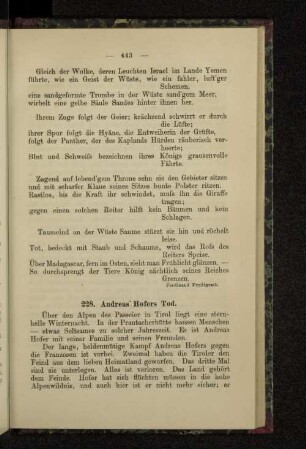 — 443 —
Gleich der Wolke, deren Leuchten Israel im Lande Yemen
führte, wie ein Geist der Wüste, wie ein fahler, luft'ger
Schemen,
eine sandgeformte Trombe in der Wüste sand'gem Meer,
wirbelt eine gelbe Säule Sandes hinter ihnen her.
Ihrem Zuge folgt der Geier; krächzend schwirrt er durch
die Lüfte;
ihrer Spur folgt die Hyäne, die Entweiherin der Grüfte,
folgt der Panther, der des Kaplands Hürden räuberisch ver-
heerte;
Blut und Schweiß bezeichnen ihres Königs grausenvolle
Fährte.
Zagend auf lebend'gem Throne sehn sie den Gebieter sitzen
und mit scharfer Klaue seines Sitzes bunte Polster ritzen.
Rastlos, bis die Kraft ihr schwindet, muß ihn die Giraffe
tragen;
gegen einen solchen Reiter hilft kein Bäumen und kein
Schlagen.
Taumelnd an der Wüste Saume stürzt sie hin und röchelt
leise.
Tot, bedeckt mit Staub und Schaume, wird das Roß des
Reiters Speise.
Über Madagaskar, fern im Osten, sieht man Frühlicht glänzen. —
So durchsprengt der Tiere König nächtlich seines Reiches
Grenzen.
Ferdinand Freiligrath.
228. Andreas Hofers Tod.
Über den Alpen des Passeier in Tirol liegt eine stern-
helle Winternacht. In der Prantacherhütte hausen Menschen
— etwas Seltsames zu solcher Jahreszeit. Es ist Andreas
Hofer mit seiner Familie und seinen Freunden.
Der lange, heldenmütige Kampf Andreas Hofers gegen
die Franzosen ist vorbei. Zweimal haben die Tiroler den
Feind aus dem lieben Heimatland geworfen. Das dritte Mal
sind sie unterlegen. Alles ist verloren. Das Land gehört
dem Feinde. Hofer hat sich flüchten müssen in die hohe
Alpenwildnis, und auch hier ist er nicht mehr sicher; er